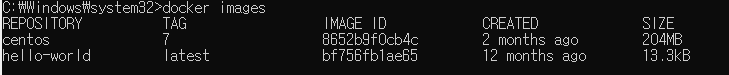 C:₩Windows₩system32>docker images
REPOSITORY TAG IMAGE ID CREATED SIZE
centos 7 8652b9f0cb4c 2 months ago 204MB
hello-world latest bf756fb1ae65 12 months ago 13.3kB